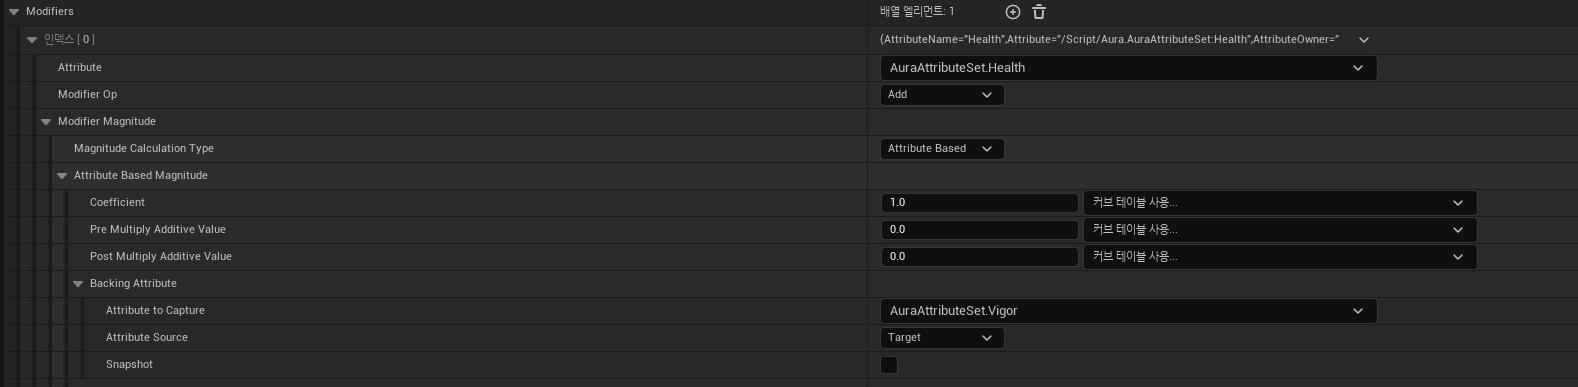 Modifiers 배열 엘리먼트: 1
인덱스 [ 0 ] (AttributeName="Health",Attribute="/Script/Aura.AuraAttributeSet:Health",AttributeOwner="
Attribute AuraAttributeSet.Health
Modifier Op Add
Modifier Magnitude
Magnitude Calculation Type Attribute Based
Attribute Based Magnitude
Coefficient 1.0 커브 테이블 사용...
Pre Multiply Additive Value 0.0 커브 테이블 사용...
Post Multiply Additive Value 0.0 커브 테이블 사용...
Backing Attribute
Attribute to Capture AuraAttributeSet.Vigor
Attribute Source Target
Snapshot